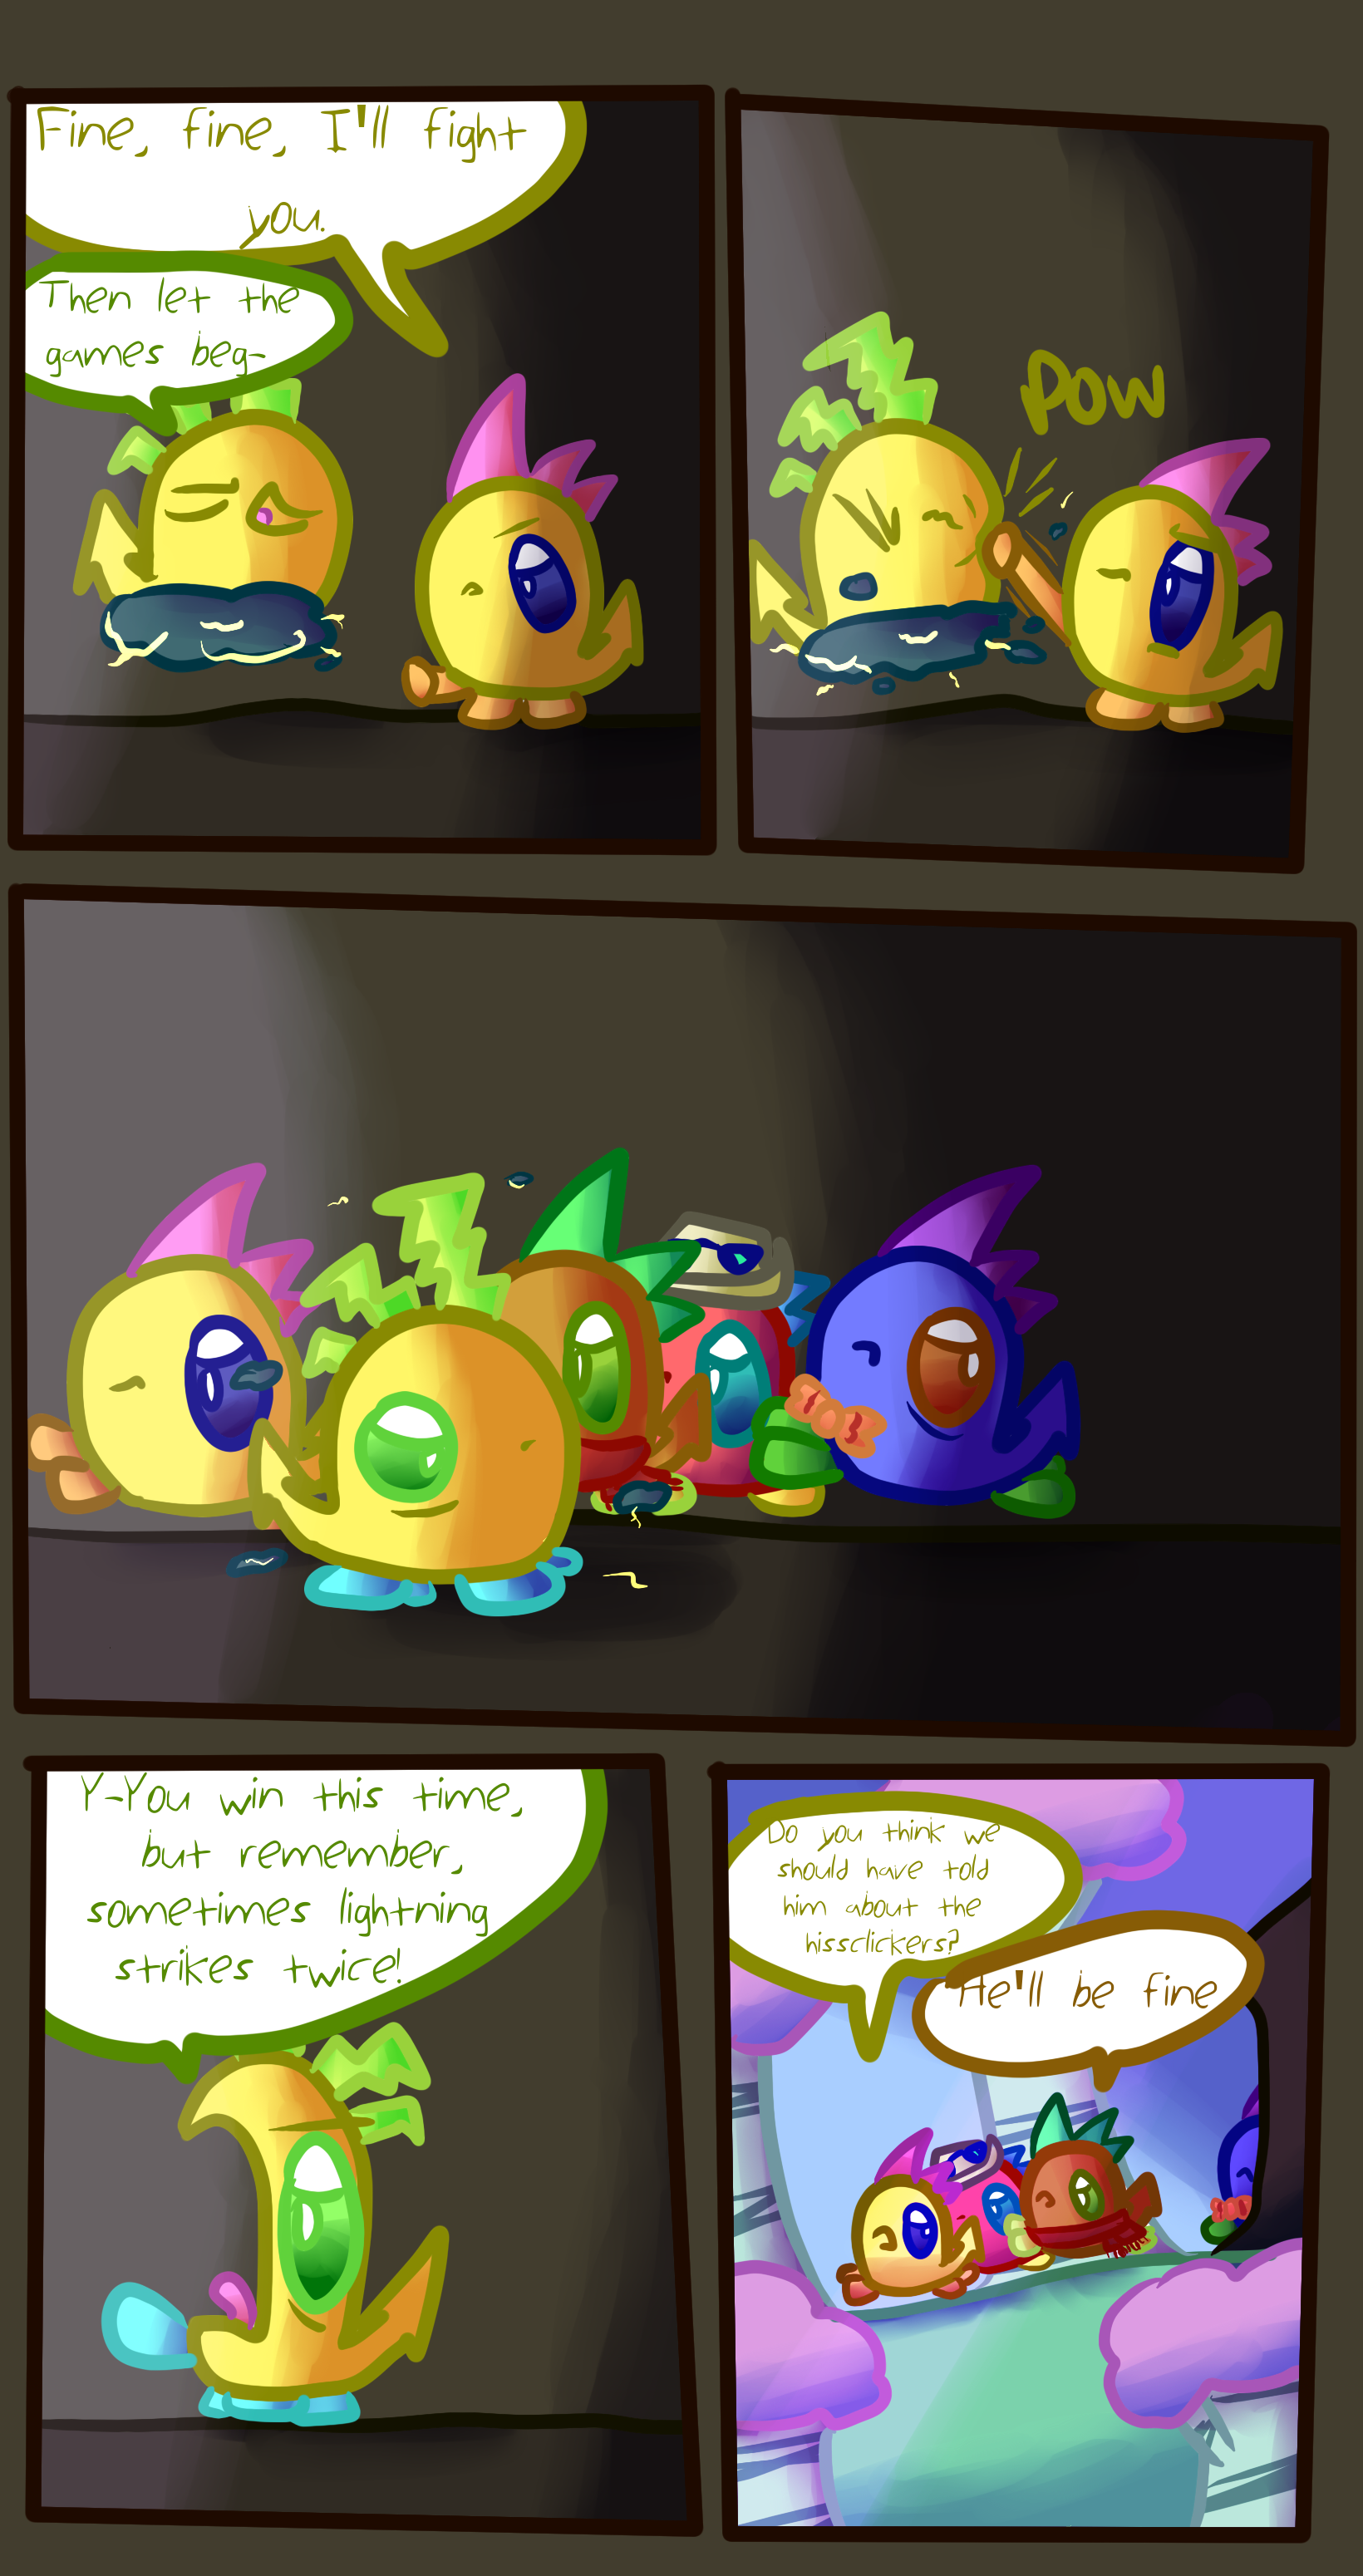 Fine, fine, I'll fight
you.
Then let the
games beg-
POW
Y-You win this time,
but remember,
sometimes lightning
strikes twice!
Do you think we
should have told
him about the
hissclickers?
He'll be fine